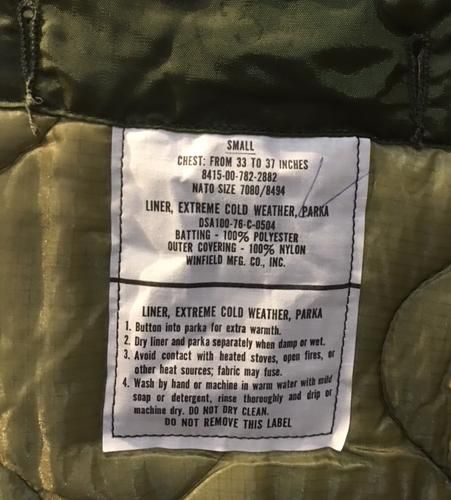 SMALL
CHEST: FROM 33 TO 37 INCHES
8415-00-782-2882
NATO SIZE 7080/8494
LINER, EXTREME COLD WEATHER, PARKA
DSA100-76-C-0504
BATTING - 100% POLYESTER
OUTER COVERING - 100% NYLON
WINFIELD MFG. CO., INC.
LINER, EXTREME COLD WEATHER, PARKA
1. Button into parka for extra warmth.
2. Dry liner and parka separately when damp or wet.
3. Avoid contact with heated stoves, open fires, or
other heat sources; fabric may fuse.
4. Wash by hand or machine in warm water with mild
soap or detergent, rinse thoroughly and drip or
machine dry. DO NOT DRY CLEAN.
DO NOT REMOVE THIS LABEL